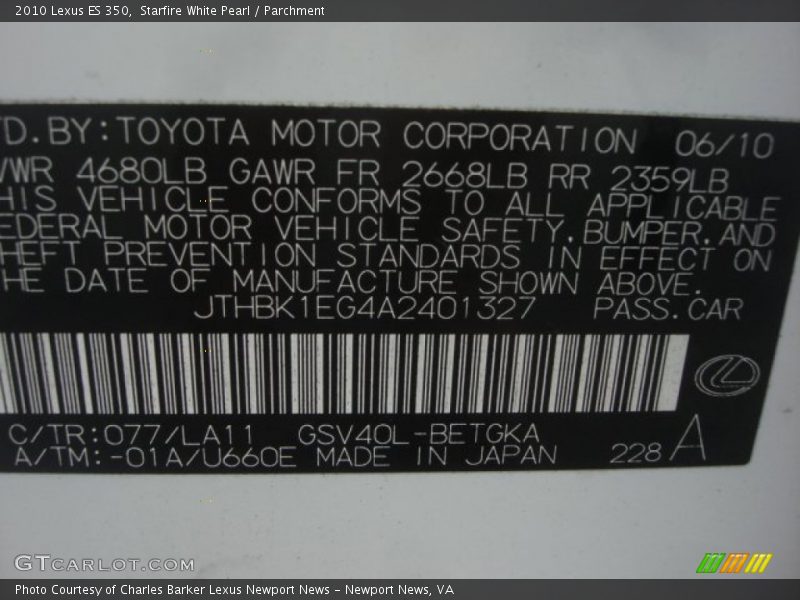 2010 Lexus ES 350, Starfire White Pearl / Parchment
TD.BY:TOYOTA MOTOR CORPORATION 06/10
VWR 4680LB GAWR FR 2668LB RR 2359LB
HIS VEHICLE CONFORMS TO ALL APPLICABLE
EDERAL MOTOR VEHICLE SAFETY,BUMPER,AND
HEFT PREVENTION STANDARDS IN EFFECT ON
HE DATE OF MANUFACTURE SHOWN ABOVE.
JTHBK1EG4A2401327 PASS.CAR
C/TR:077/LA11 GSV40L-BETGKA
A/TM:-01A/U660E MADE IN JAPAN 228 A
GTCARLOT.COM
Photo Courtesy of Charles Barker Lexus Newport News - Newport News, VA